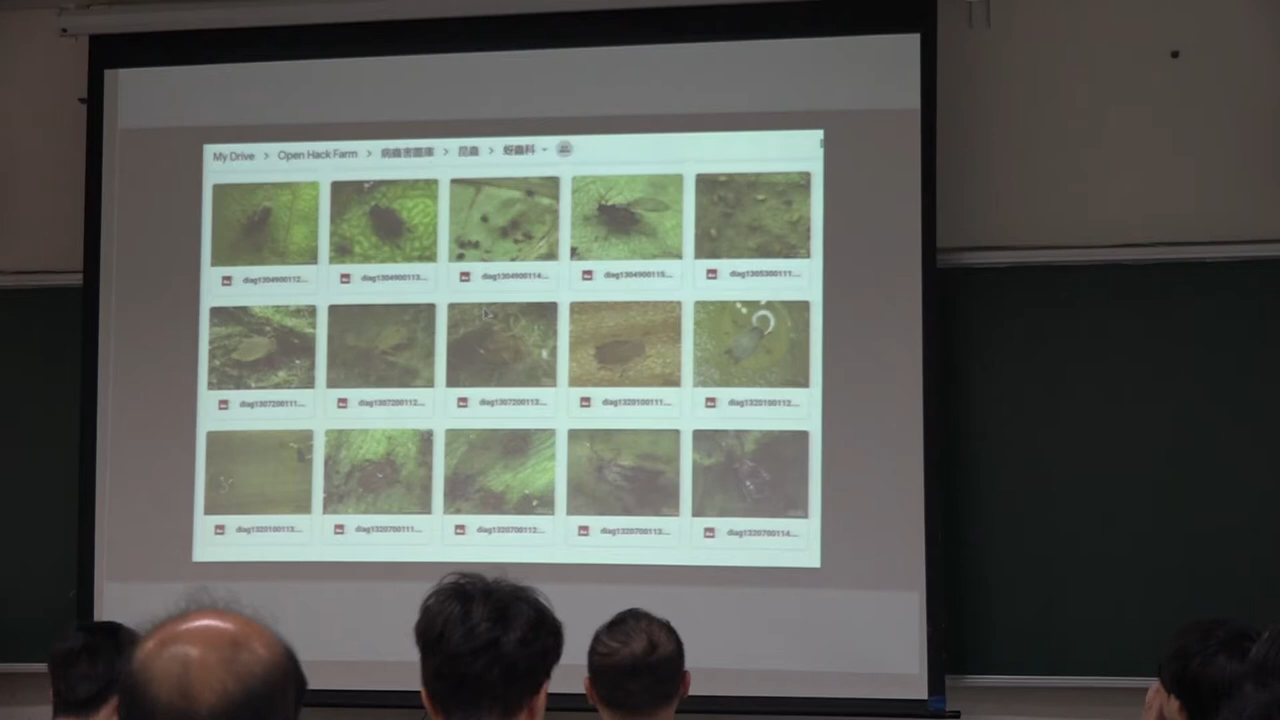 My Drive > Open Hack Farm > 病蟲害圖庫 > 昆蟲 > 蚜蟲科
diag1304900112... diag1304900113... diag1304900114... diag1304900115... diag1305300111...
diag1307200111... diag1307200112... diag1307200113... diag1320100111... diag1320100112...
diag1320100113... diag1320700111... diag1320700112... diag1320700113... diag1320700114...